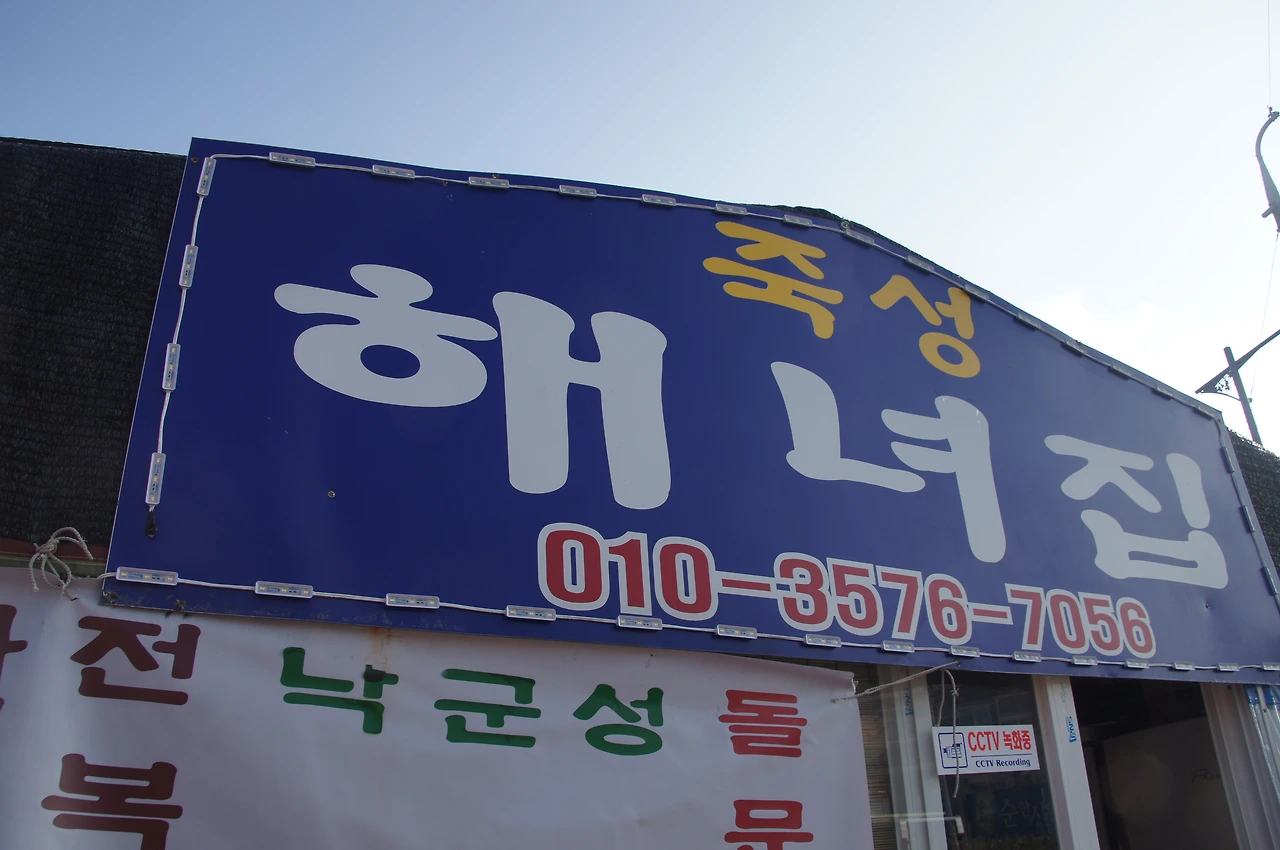 죽성
해녀집
010-3576-7056
전복
낙군성
돌문
CCTV 녹화중
CCTV Recording